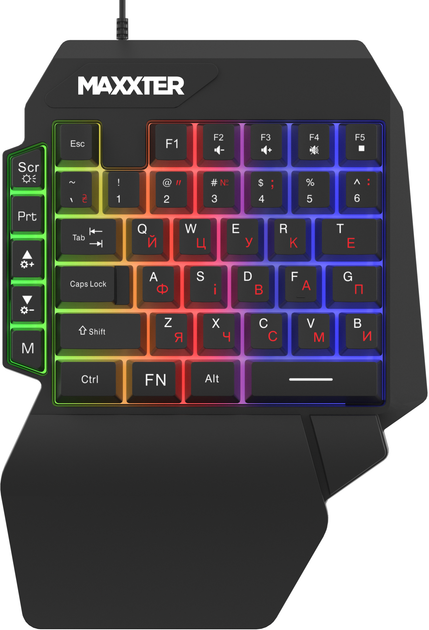 MAXXTER
Esc F1 F2 F3 F4 F5
Scr
~ ! @ " # № $ ; % ^ :
1 2 3 4 5 6
Prt
Tab Q Й W Ц E У R К T Е
Caps Lock A Ф S і D В F А G П
Shift Z Я X Ч C С V М B И
M
Ctrl FN Alt